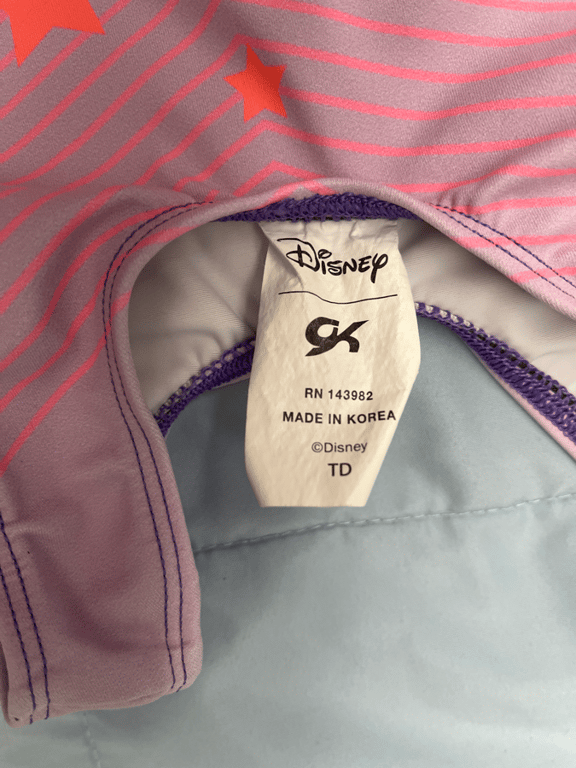 Disney
GK
RN 143982
MADE IN KOREA
©Disney
TD